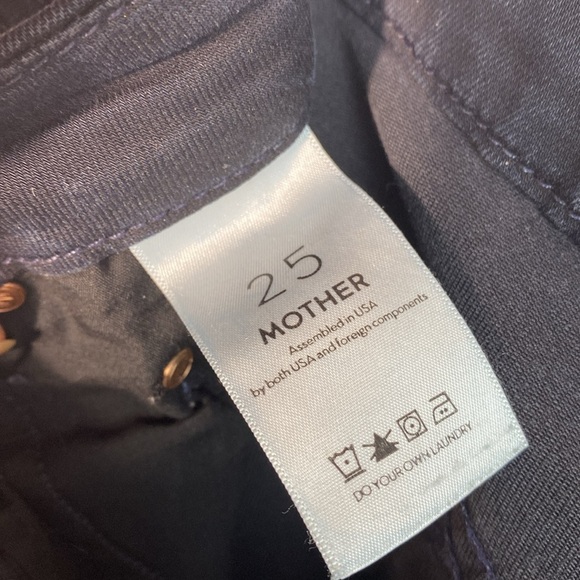 25
MOTHER
Assembled in USA
by both USA and foreign components
DO YOUR OWN LAUNDRY